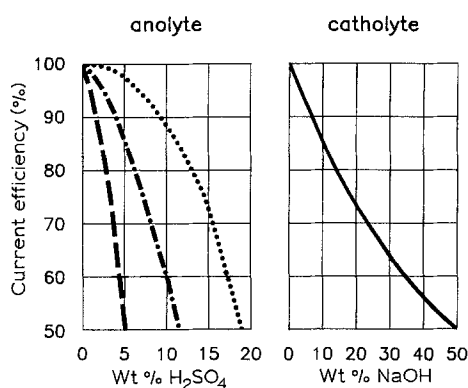 anolyte
catholyte
Current efficiency (%)
100
90
80
70
60
50
0 5 10 15 20
0 10 20 30 40 50
Wt % H₂SO₄
Wt % NaOH